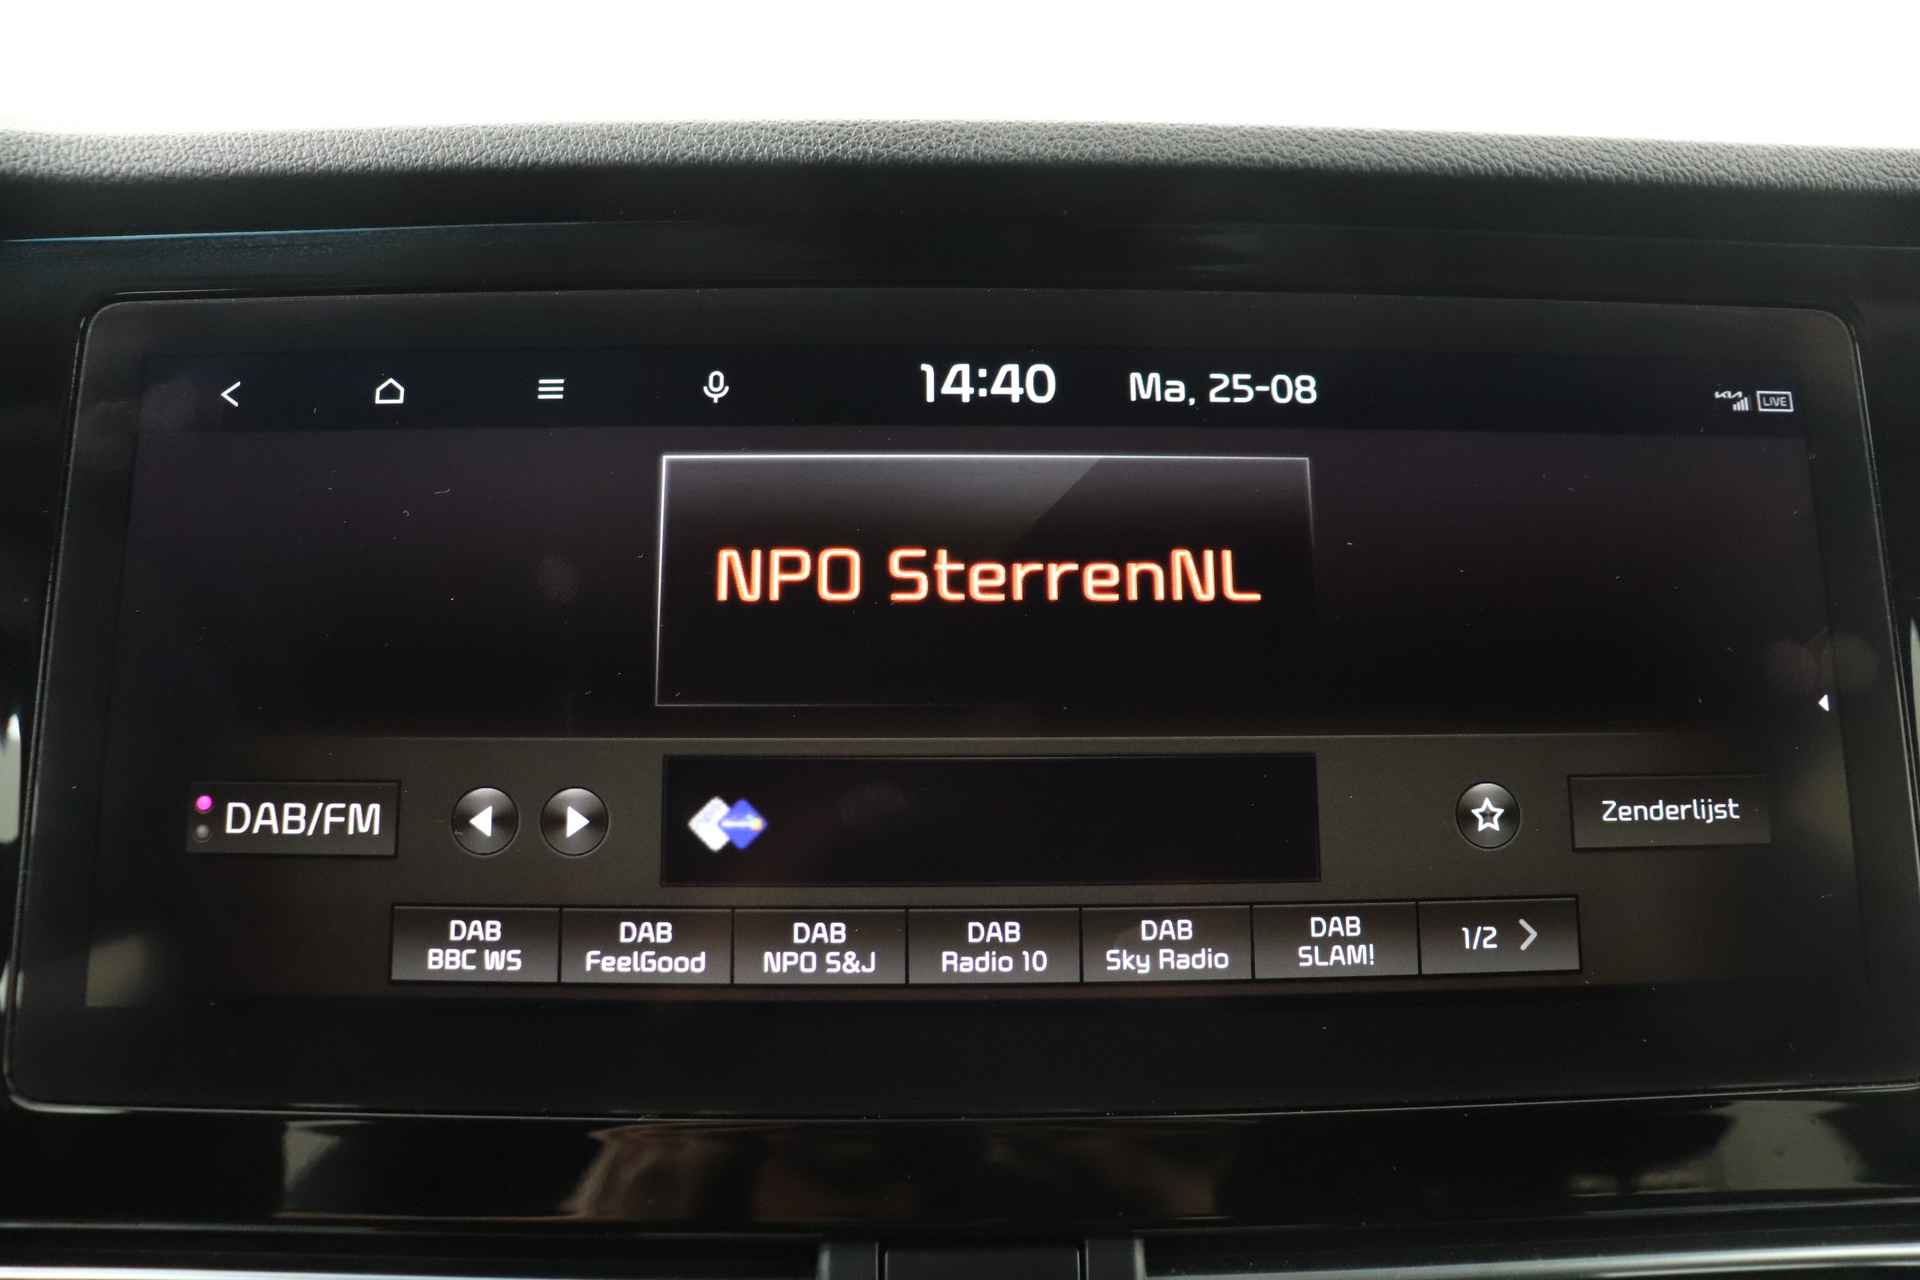 14:40 Ma, 25-08
LIVE
NPO SterrenNL
DAB/FM
Zenderlijst
DAB
BBC WS
DAB
FeelGood
DAB
NPO S&J
DAB
Radio 10
DAB
Sky Radio
DAB
SLAM!
1/2